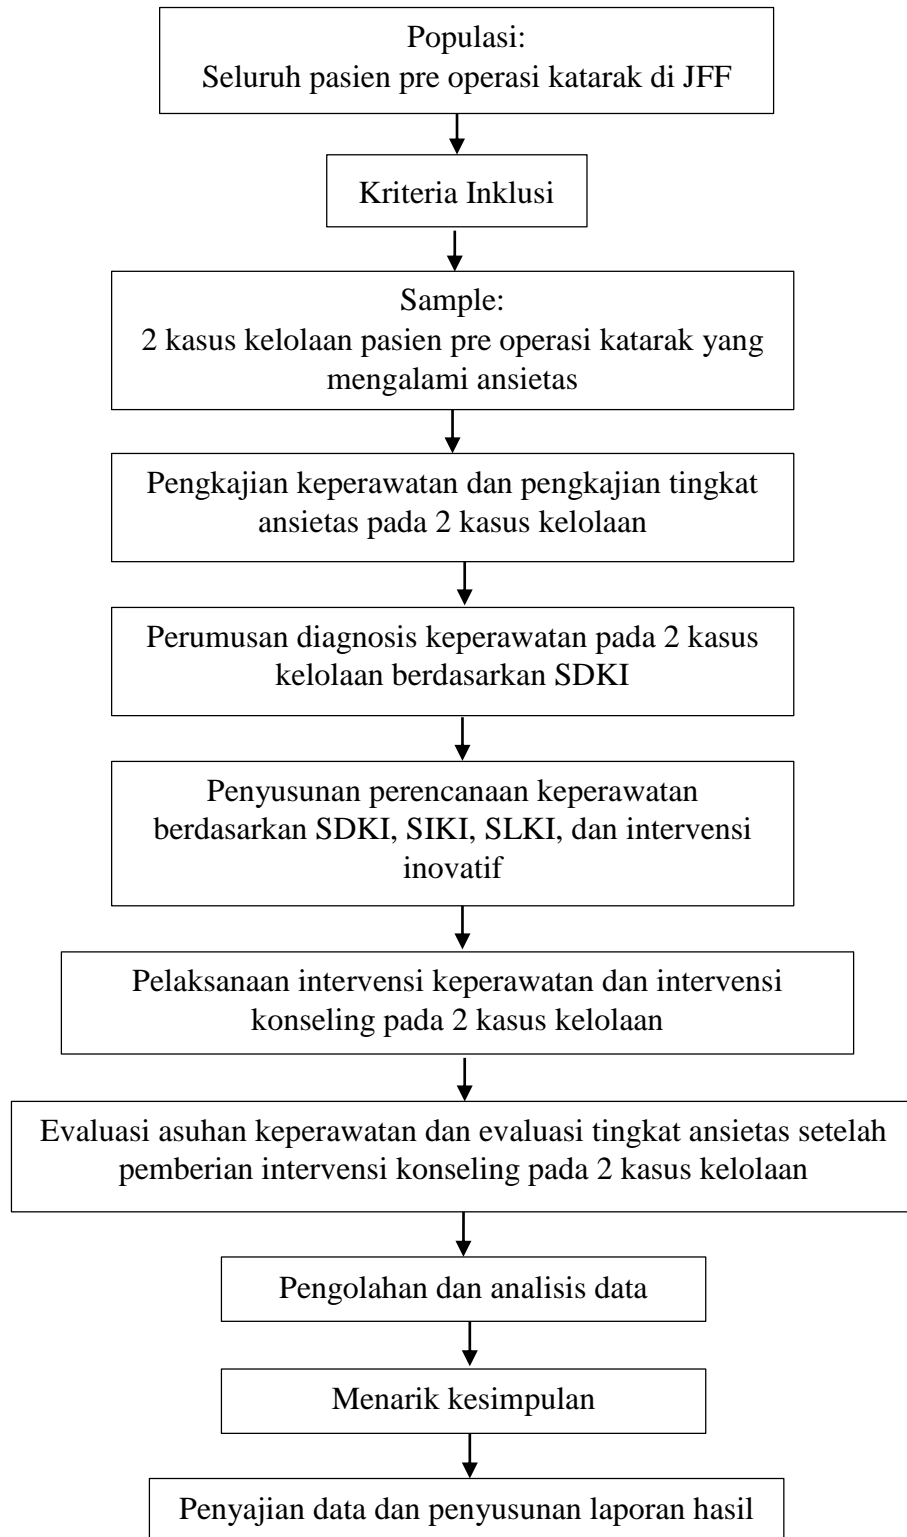 Populasi:
Seluruh pasien pre operasi katarak di JFF
Kriteria Inklusi
Sample:
2 kasus kelolaan pasien pre operasi katarak yang
mengalami ansietas
Pengkajian keperawatan dan pengkajian tingkat
ansietas pada 2 kasus kelolaan
Perumusan diagnosis keperawatan pada 2 kasus
kelolaan berdasarkan SDKI
Penyusunan perencanaan keperawatan
berdasarkan SDKI, SIKI, SLKI, dan intervensi
inovatif
Pelaksanaan intervensi keperawatan dan intervensi
konseling pada 2 kasus kelolaan
Evaluasi asuhan keperawatan dan evaluasi tingkat ansietas setelah
pemberian intervensi konseling pada 2 kasus kelolaan
Pengolahan dan analisis data
Menarik kesimpulan
Penyajian data dan penyusunan laporan hasil